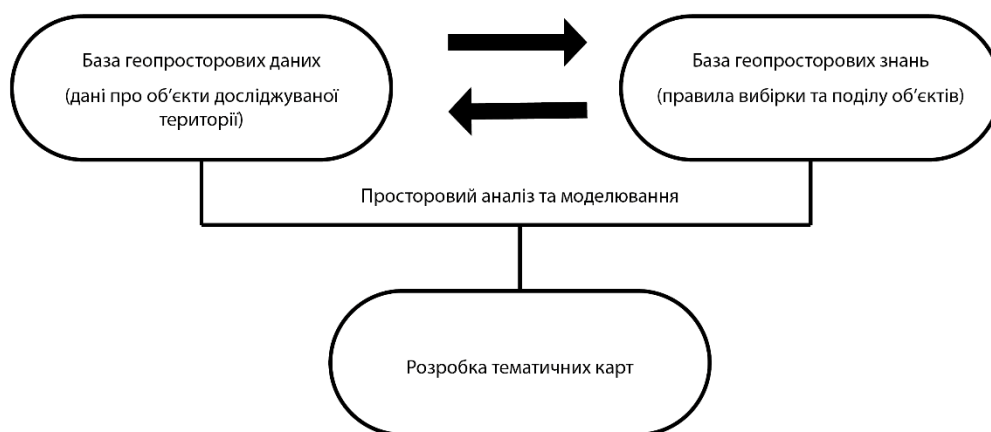 База геопросторових даних
(дані про об’єкти досліджуваної
території)
База геопросторових знань
(правила вибірки та поділу об’єктів)
Просторовий аналіз та моделювання
Розробка тематичних карт